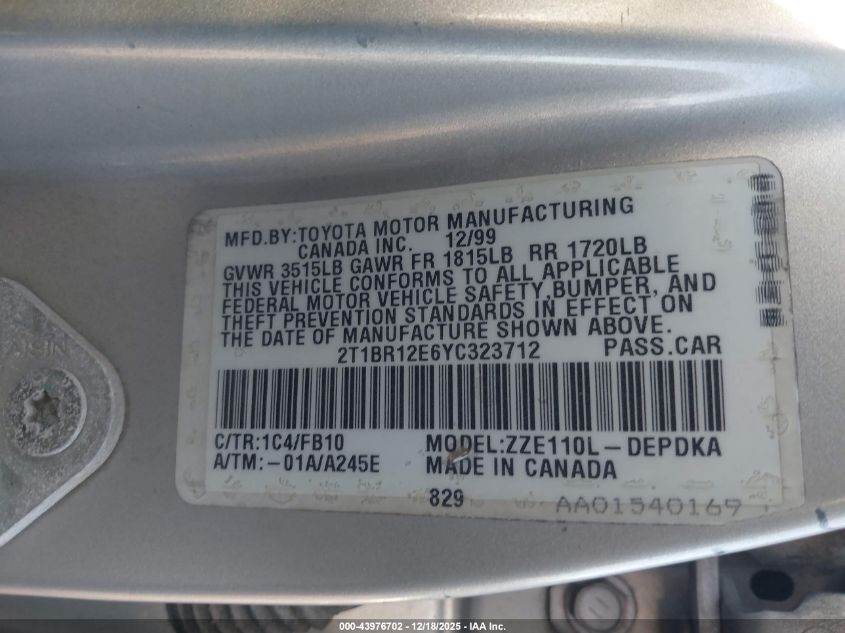 MFD.BY:TOYOTA MOTOR MANUFACTURING
CANADA INC. 12/99
GVWR 3515LB GAWR FR 1815LB RR 1720LB
THIS VEHICLE CONFORMS TO ALL APPLICABLE
FEDERAL MOTOR VEHICLE SAFETY,BUMPER, AND
THEFT PREVENTION STANDARDS IN EFFECT ON
THE DATE OF MANUFACTURE SHOWN ABOVE.
2T1BR12E6YC323712 PASS.CAR
C/TR:1C4/FB10 MODEL:ZZE110L-DEPDKA
A/TM:-01A/A245E MADE IN CANADA
829 AA01540169
000-43976702 - 12/18/2025 - IAA Inc.